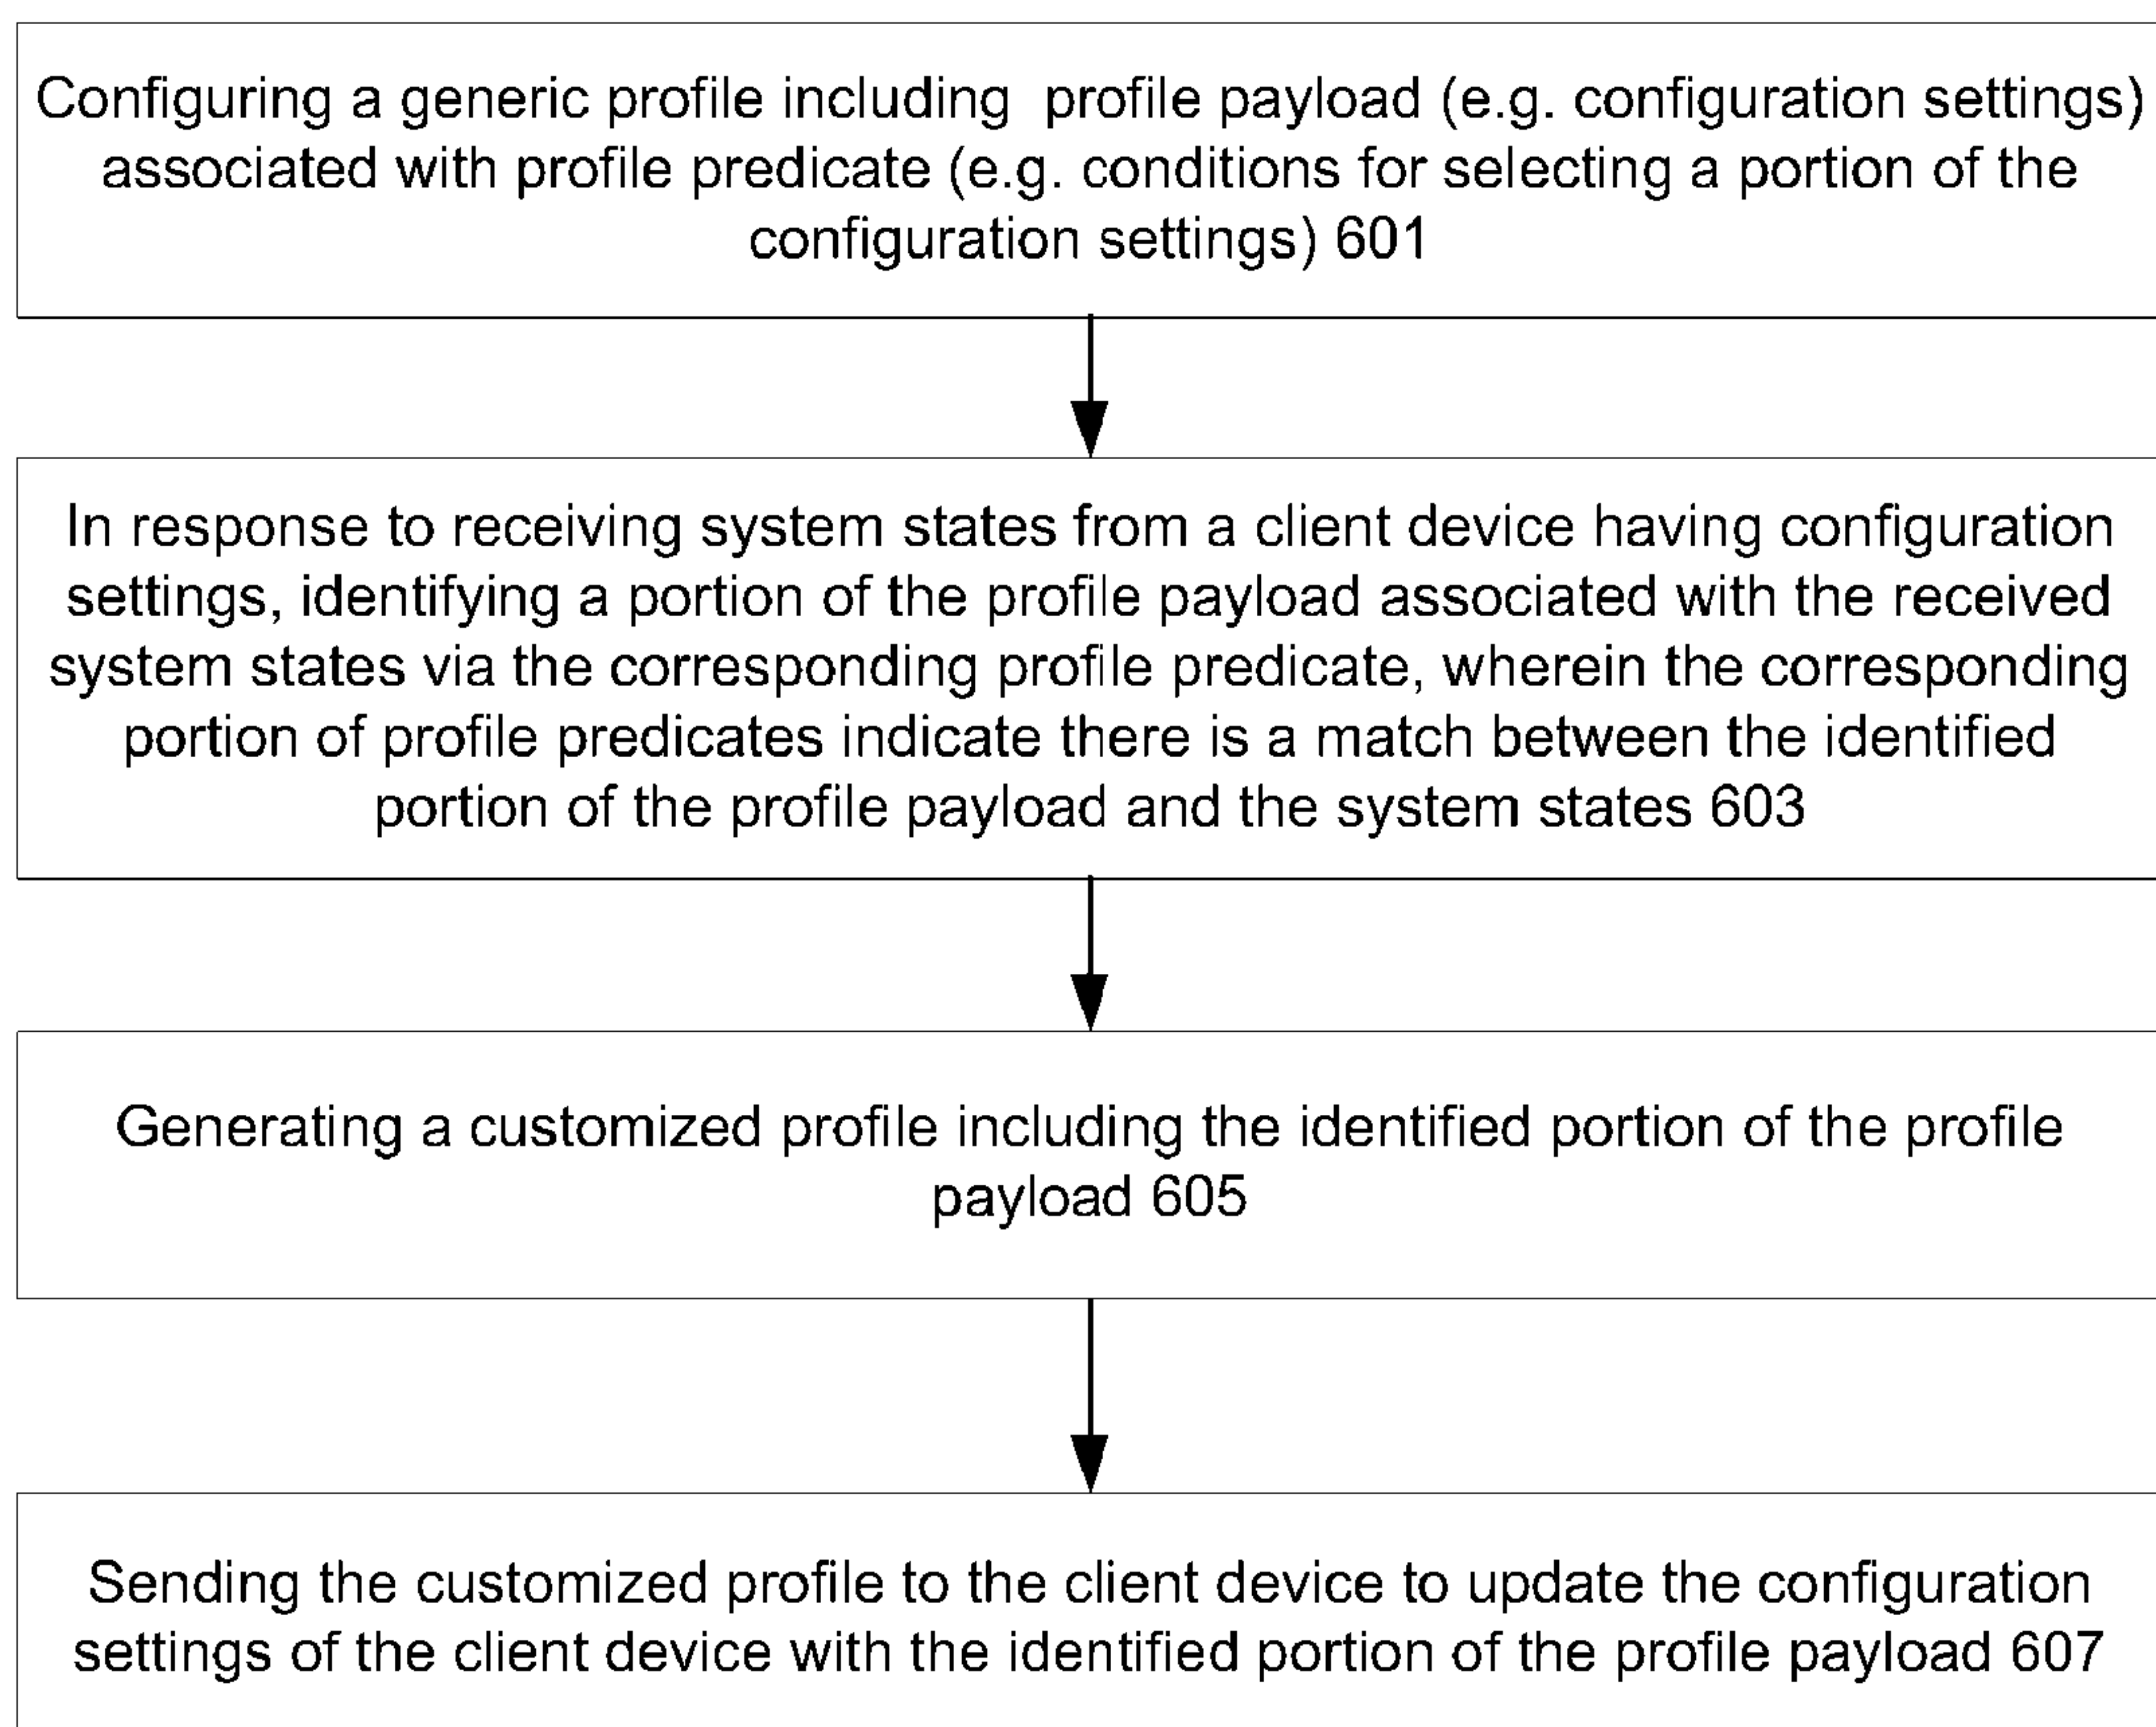 Configuring a generic profile including profile payload (e.g. configuration settings)
associated with profile predicate (e.g. conditions for selecting a portion of the
configuration settings) 601
In response to receiving system states from a client device having configuration
settings, identifying a portion of the profile payload associated with the received
system states via the corresponding profile predicate, wherein the corresponding
portion of profile predicates indicate there is a match between the identified
portion of the profile payload and the system states 603
Generating a customized profile including the identified portion of the profile
payload 605
Sending the customized profile to the client device to update the configuration
settings of the client device with the identified portion of the profile payload 607